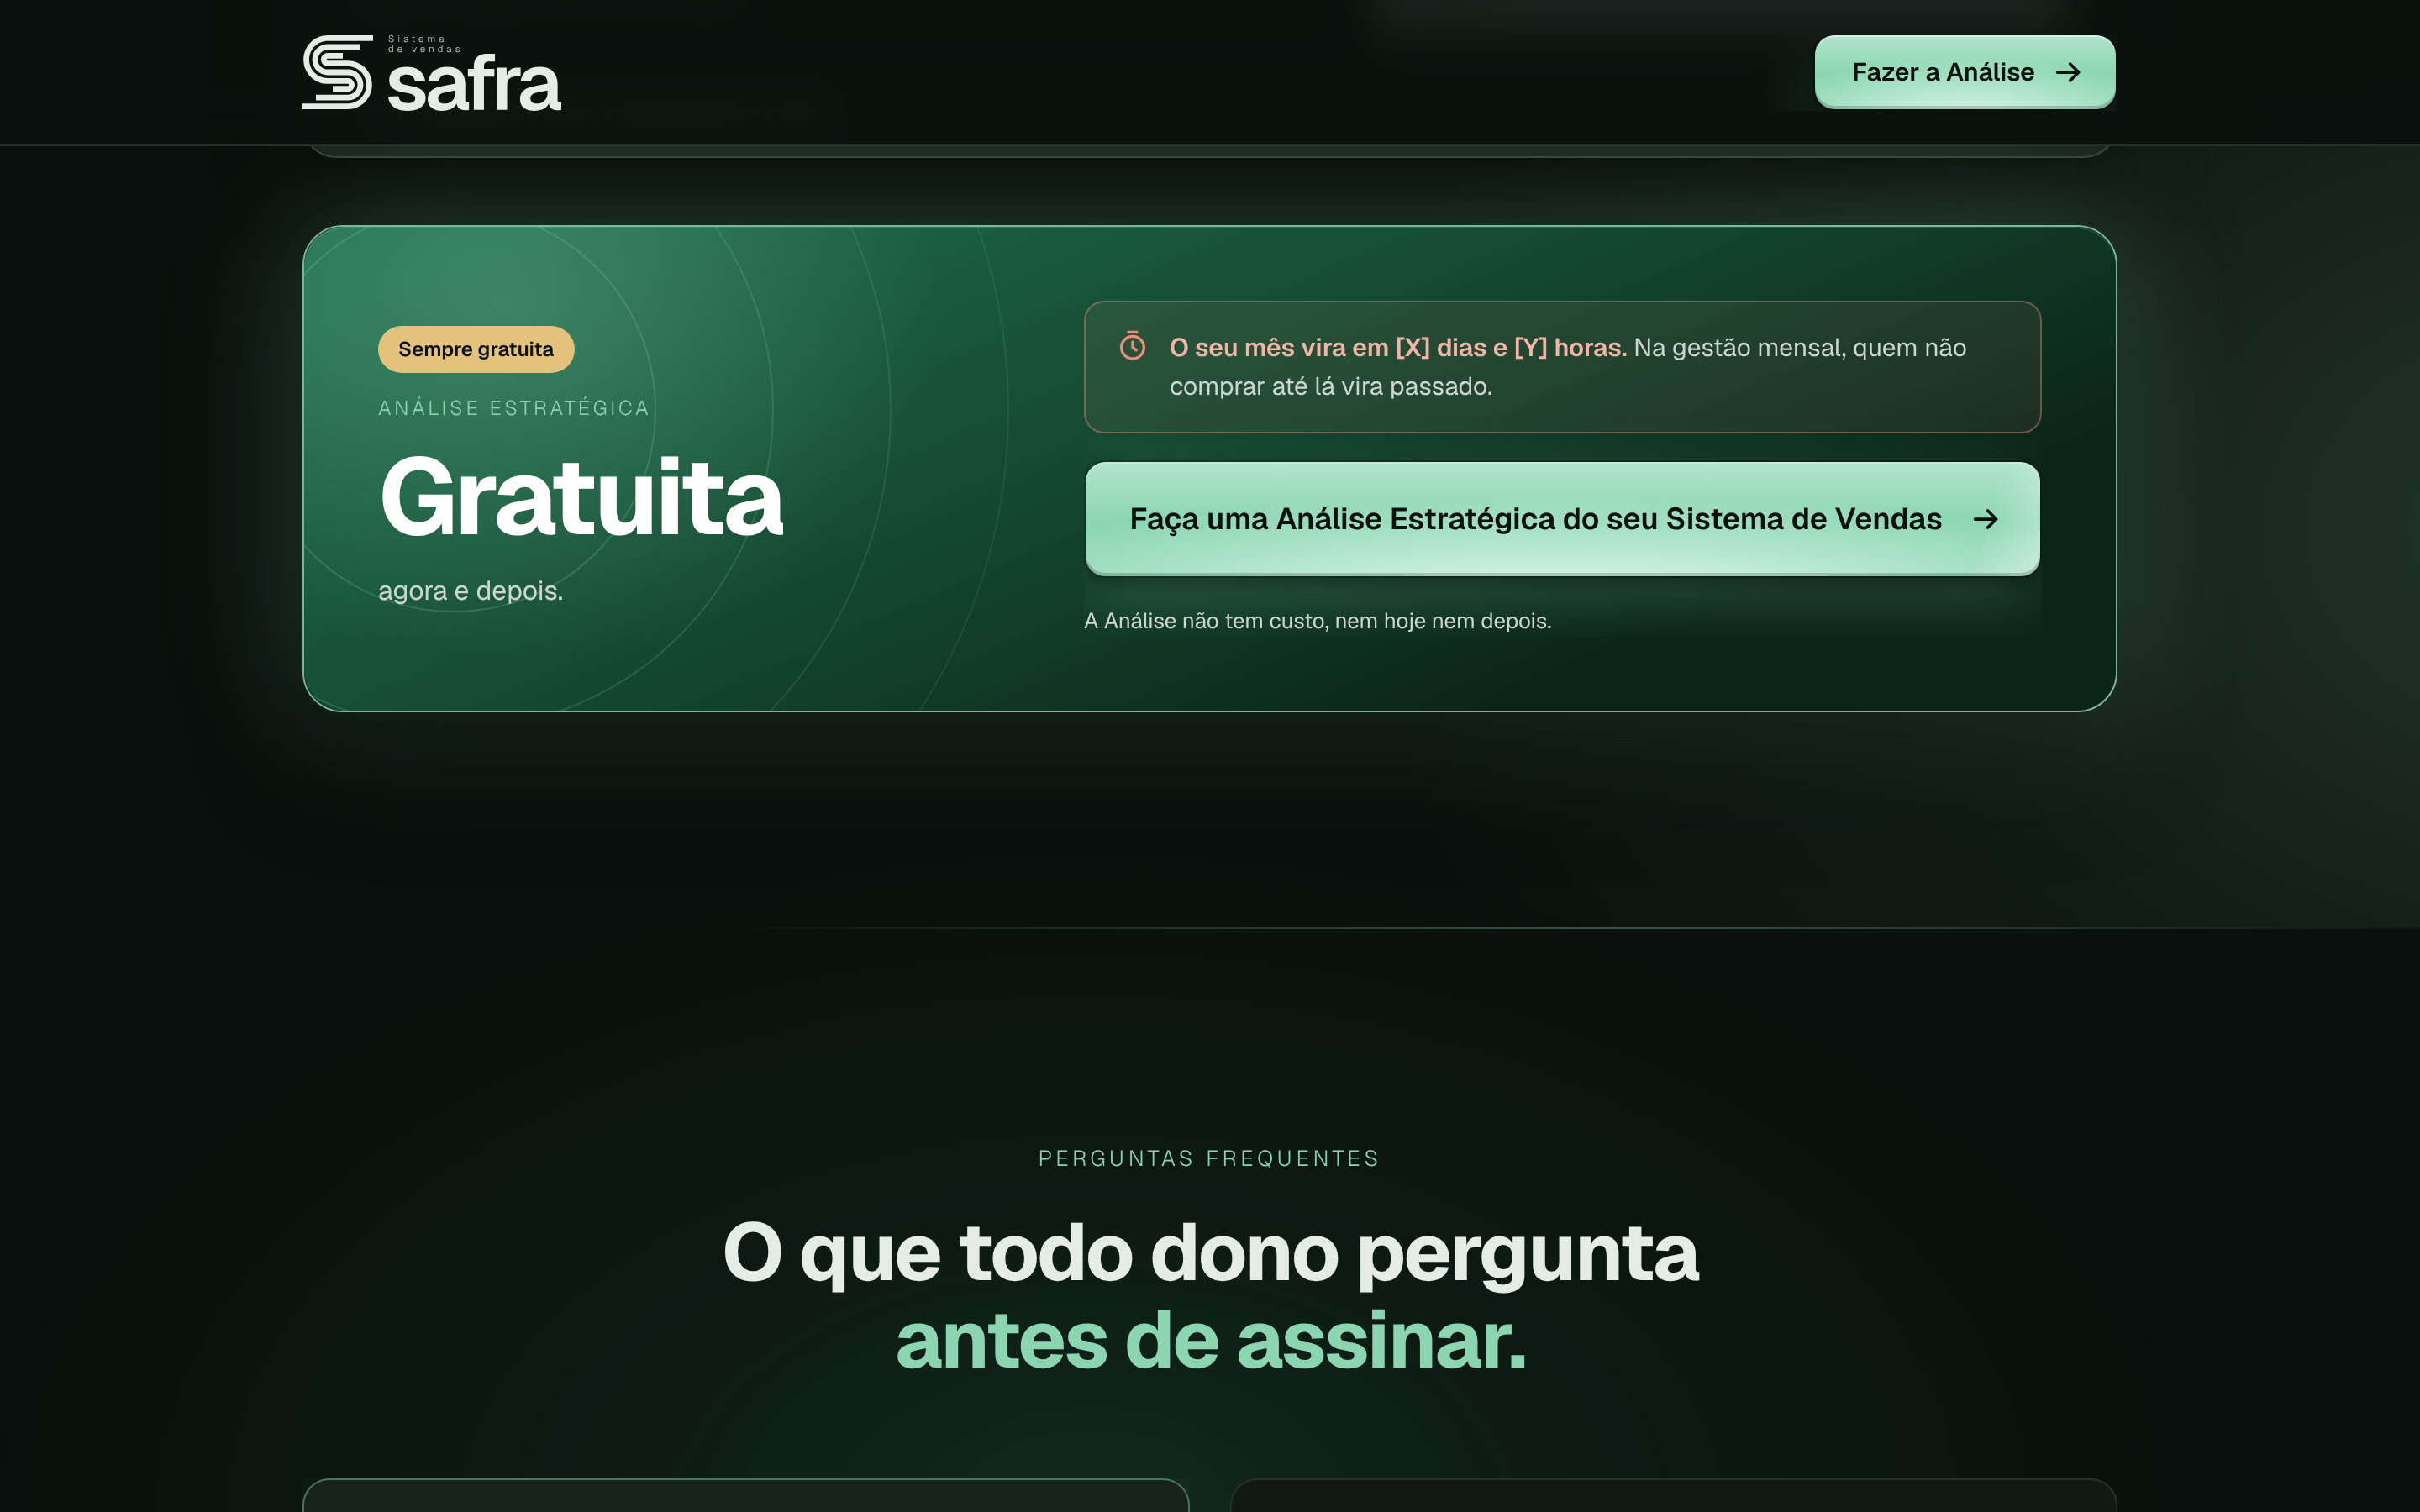 Sistema
de vendas
safra
Fazer a Análise
Sempre gratuita
ANÁLISE ESTRATÉGICA
Gratuita
agora e depois.
O seu mês vira em [X] dias e [Y] horas. Na gestão mensal, quem não
comprar até lá vira passado.
Faça uma Análise Estratégica do seu Sistema de Vendas
A Análise não tem custo, nem hoje nem depois.
PERGUNTAS FREQUENTES
O que todo dono pergunta
antes de assinar.